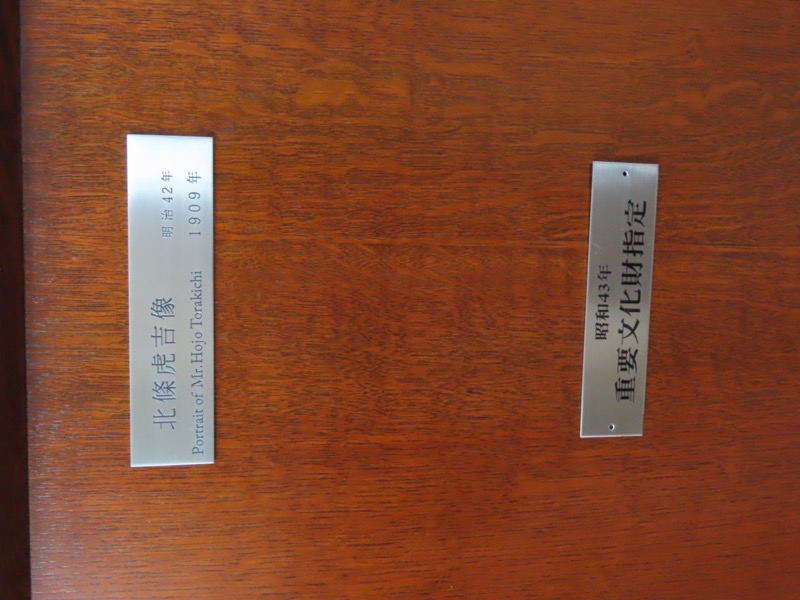 北條虎吉像 明治42年
Portrait of Mr.Hojo Torakichi 1909年
昭和43年
重要文化財指定